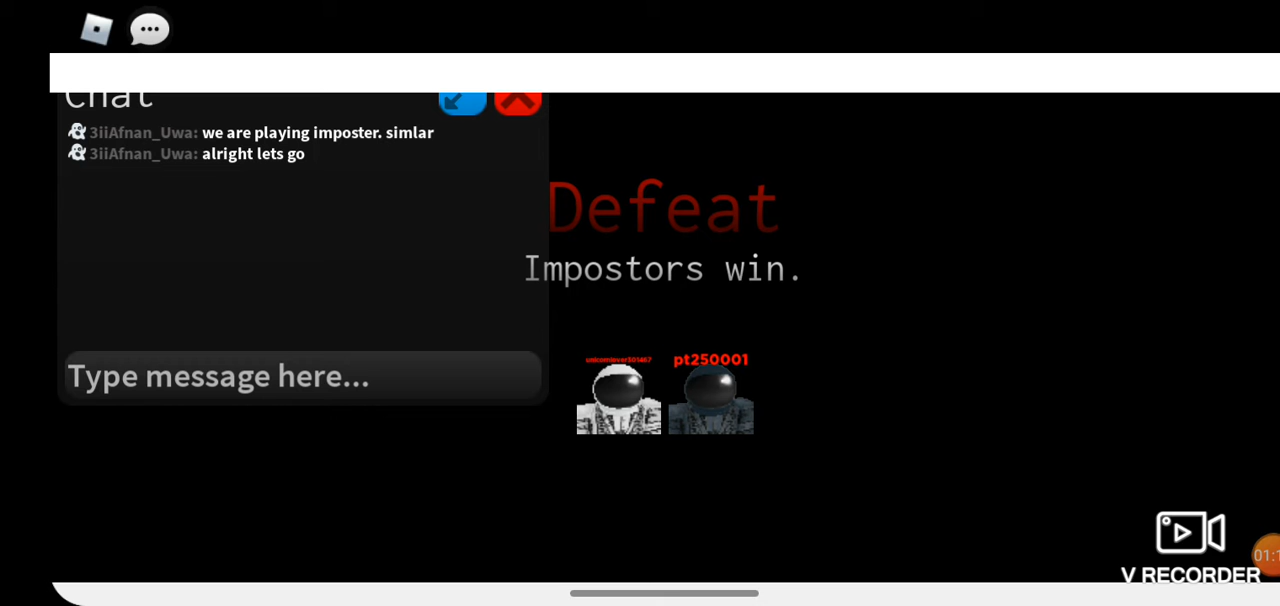 Chat
3iiAfnan_Uwa: we are playing imposter. simlar
3iiAfnan_Uwa: alright lets go
Defeat
Impostors win.
pt250001
Type message here...
V RECORDER